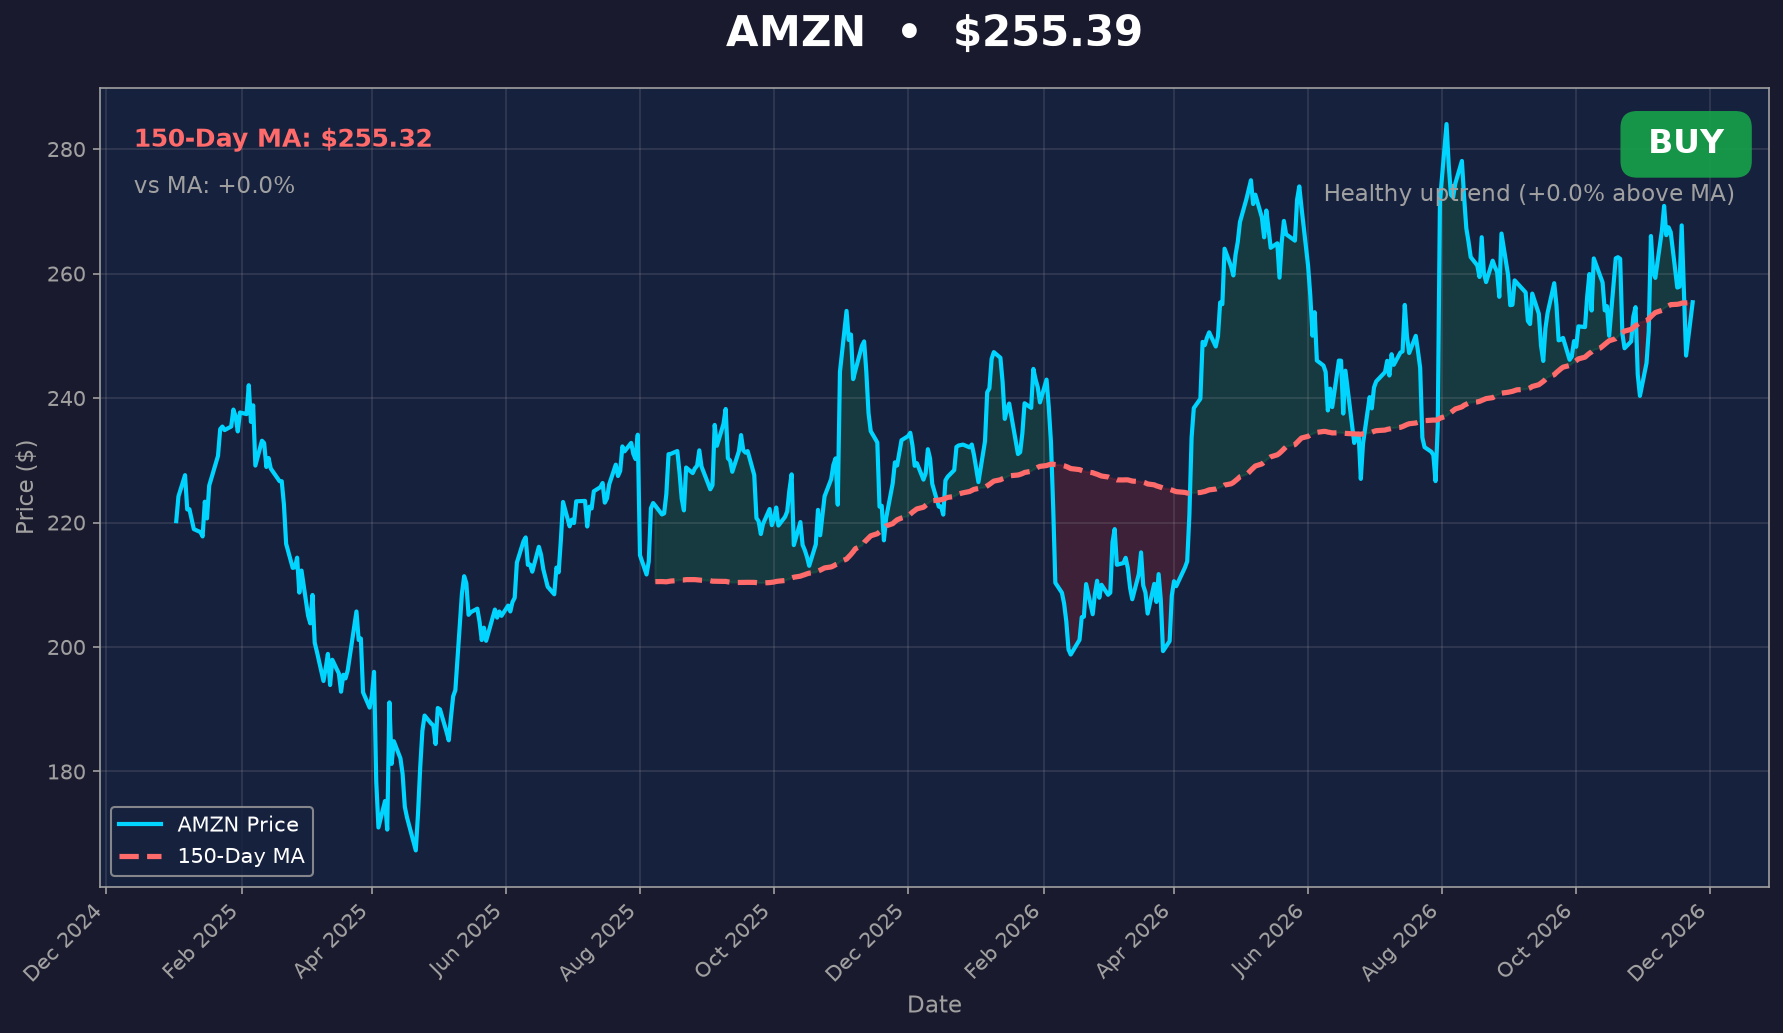 AMZN • $255.39
150-Day MA: $255.32
vs MA: +0.0%
BUY
Healthy uptrend (+0.0% above MA)
Price ($)
280
260
240
220
200
180
AMZN Price
150-Day MA
Dec 2024
Feb 2025
Apr 2025
Jun 2025
Aug 2025
Oct 2025
Dec 2025
Feb 2026
Apr 2026
Jun 2026
Aug 2026
Oct 2026
Dec 2026
Date